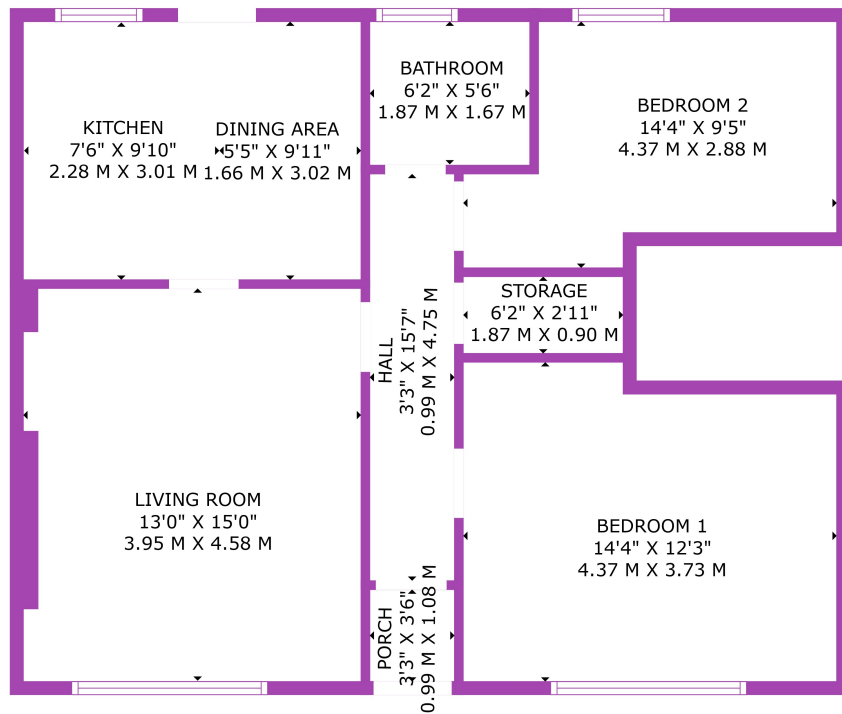 BATHROOM
6'2" X 5'6"
1.87 M X 1.67 M
BEDROOM 2
14'4" X 9'5"
4.37 M X 2.88 M
KITCHEN
7'6" X 9'10"
2.28 M X 3.01 M
DINING AREA
5'5" X 9'11"
1.66 M X 3.02 M
STORAGE
6'2" X 2'11"
1.87 M X 0.90 M
HALL
3'3" X 15'7"
0.99 M X 4.75 M
LIVING ROOM
13'0" X 15'0"
3.95 M X 4.58 M
BEDROOM 1
14'4" X 12'3"
4.37 M X 3.73 M
PORCH
3'3" X 3'6"
0.99 M X 1.08 M